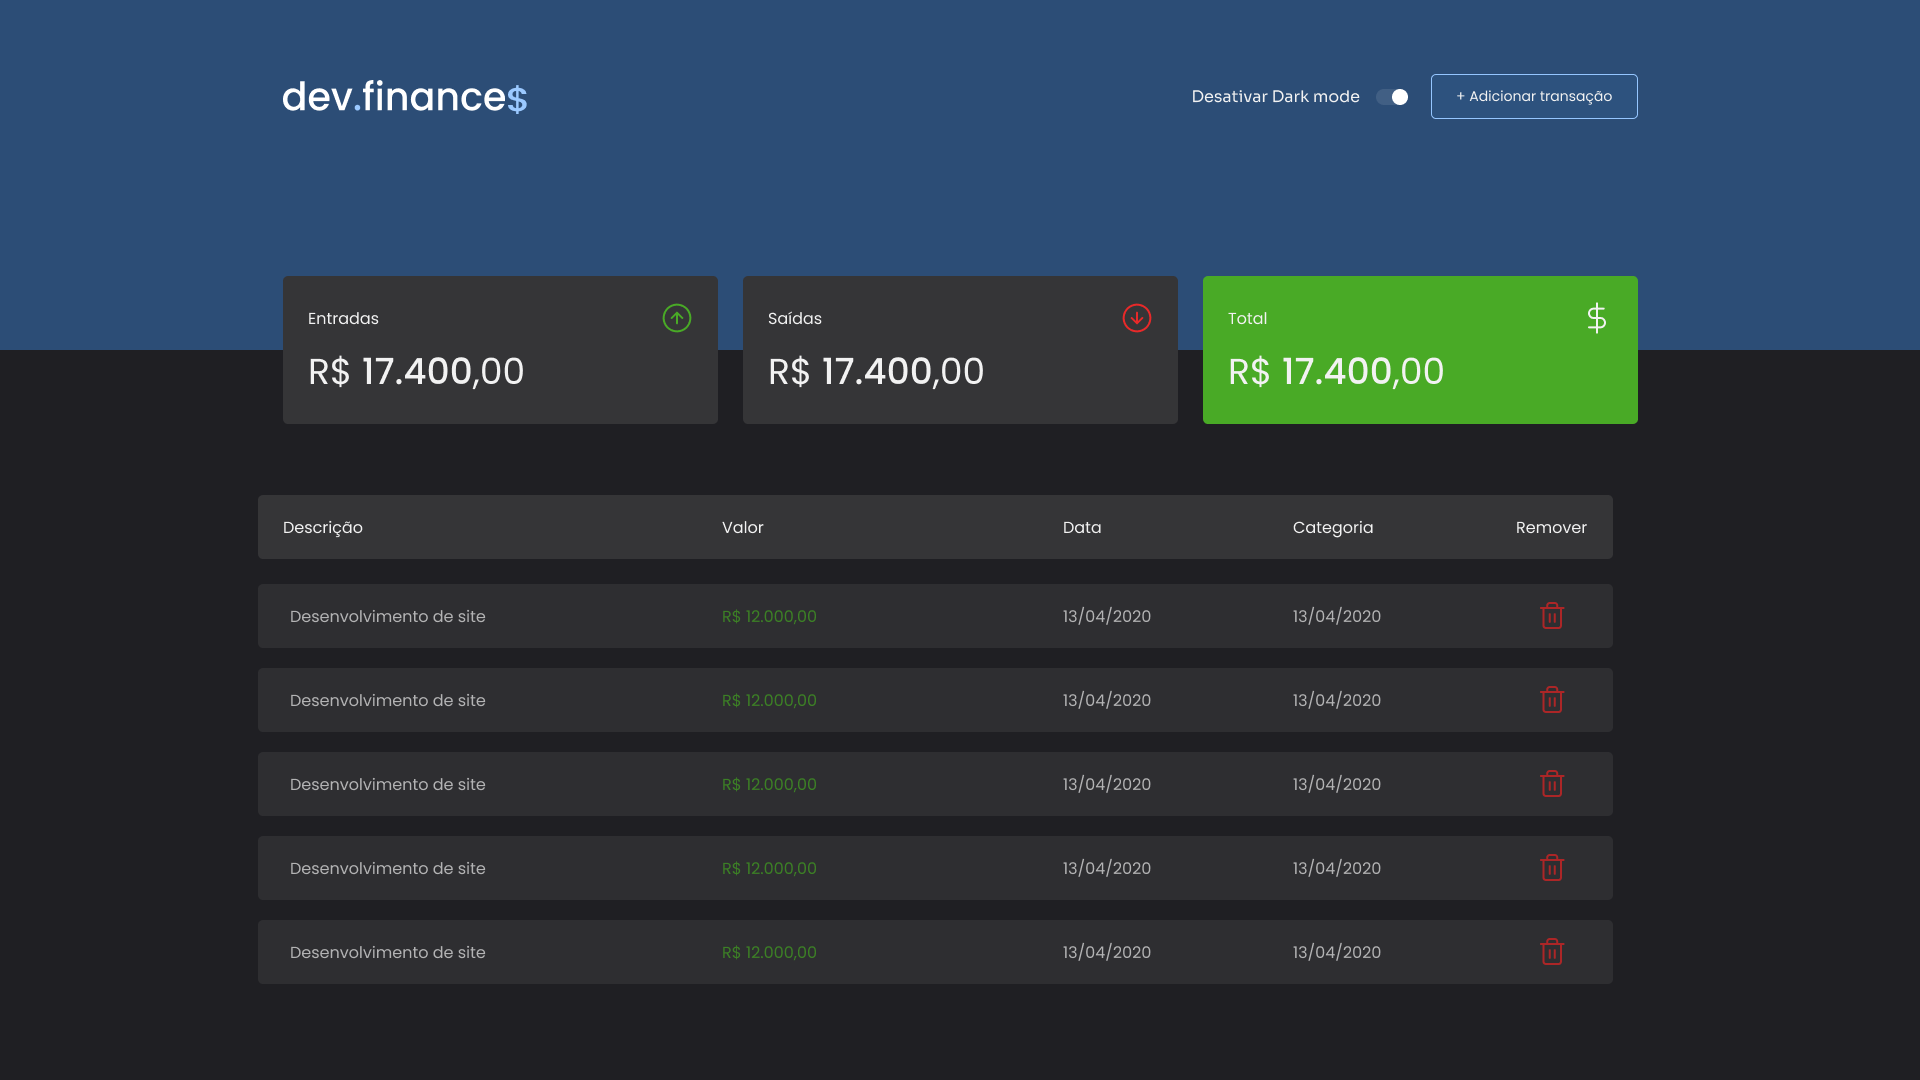 dev.finance$
Desativar Dark mode
+ Adicionar transação
Entradas
R$ 17.400,00
Saídas
R$ 17.400,00
Total
$
R$ 17.400,00
Descrição Valor Data Categoria Remover
Desenvolvimento de site R$ 12.000,00 13/04/2020 13/04/2020
Desenvolvimento de site R$ 12.000,00 13/04/2020 13/04/2020
Desenvolvimento de site R$ 12.000,00 13/04/2020 13/04/2020
Desenvolvimento de site R$ 12.000,00 13/04/2020 13/04/2020
Desenvolvimento de site R$ 12.000,00 13/04/2020 13/04/2020